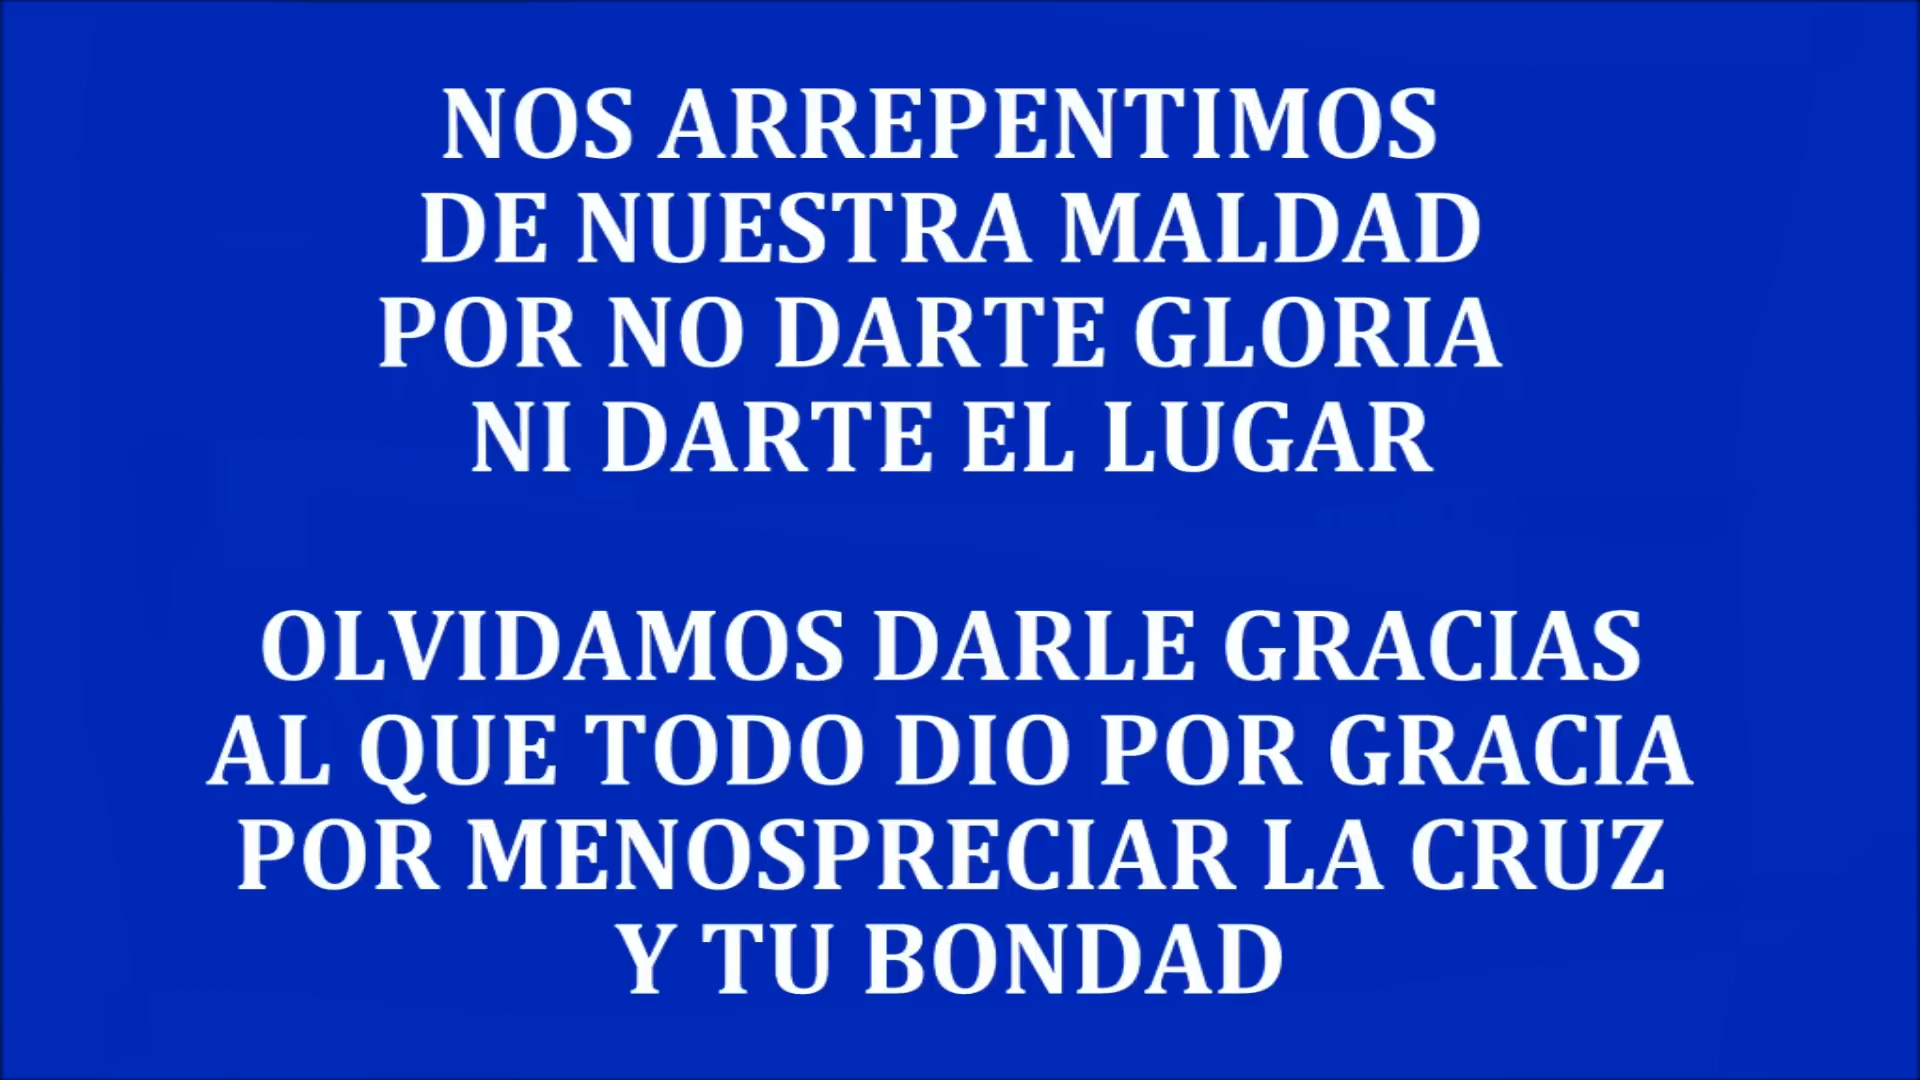 NOS ARREPENTIMOS
DE NUESTRA MALDAD
POR NO DARTE GLORIA
NI DARTE EL LUGAR
OLVIDAMOS DARLE GRACIAS
AL QUE TODO DIO POR GRACIA
POR MENOSPRECIAR LA CRUZ
Y TU BONDAD